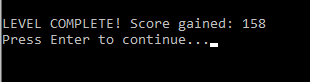 LEVEL COMPLETE! Score gained: 158
Press Enter to continue...